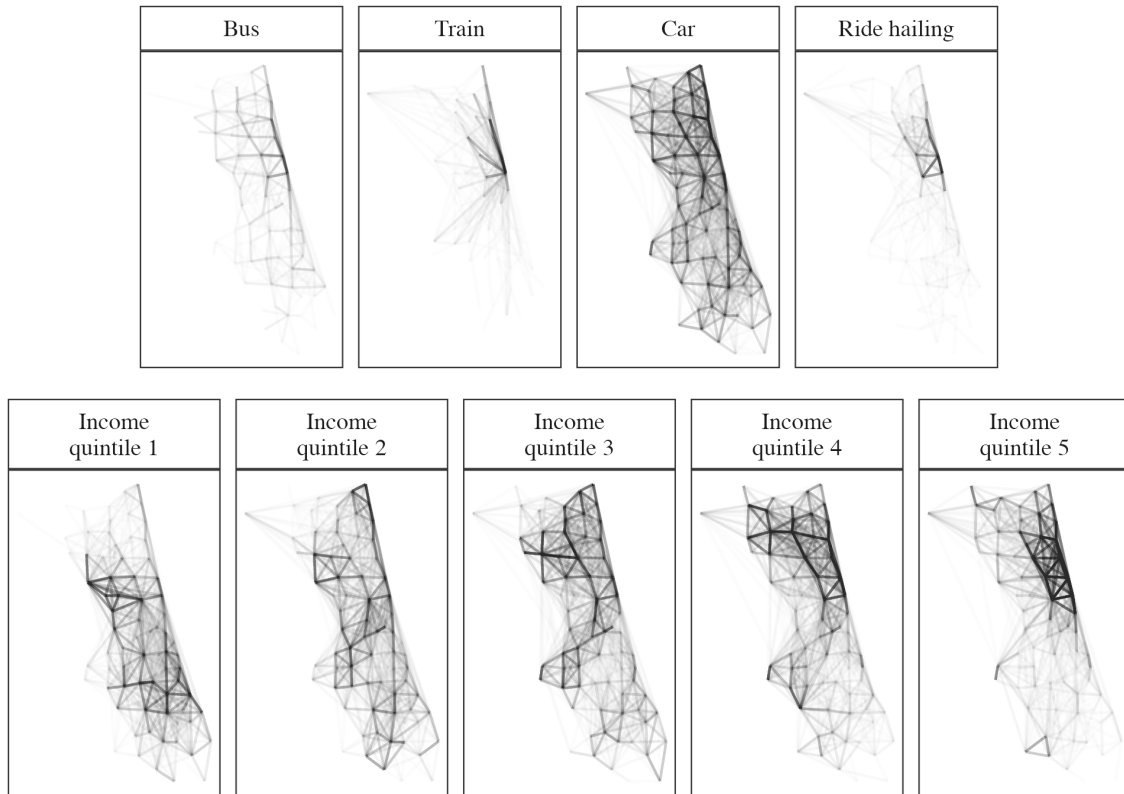 Bus
Train
Car
Ride hailing
Income
quintile 1
Income
quintile 2
Income
quintile 3
Income
quintile 4
Income
quintile 5